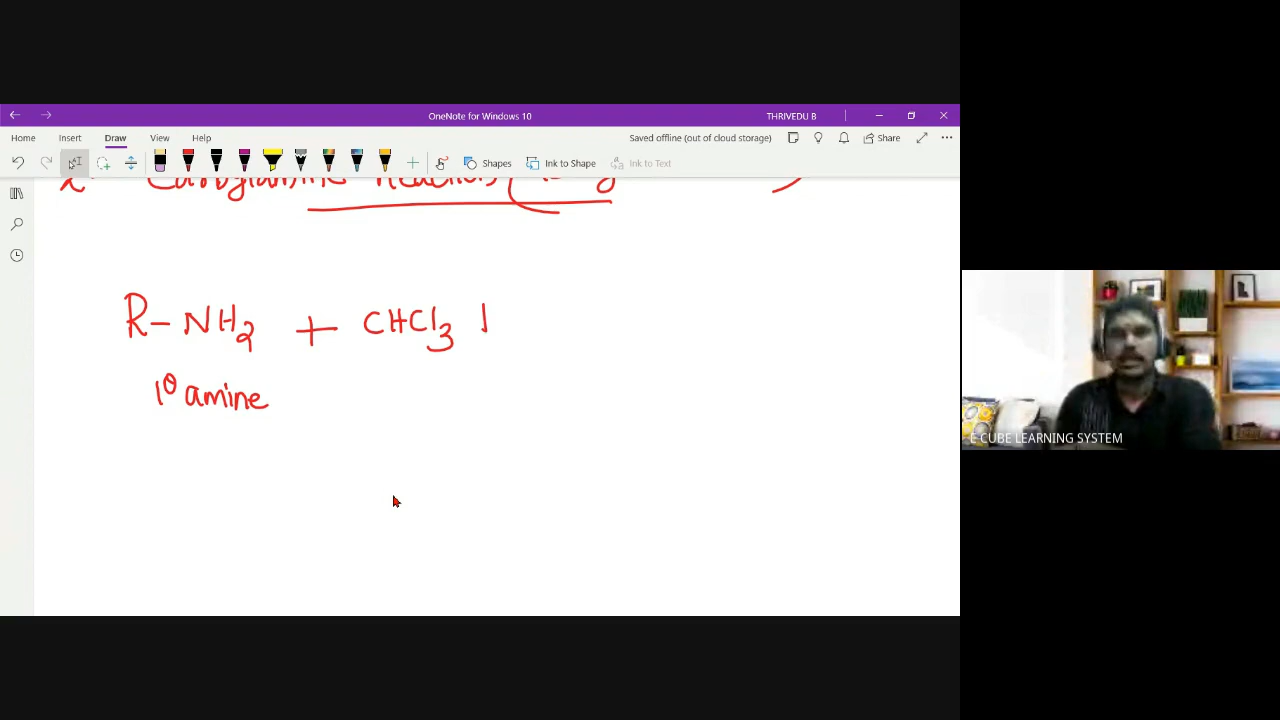 OneNote for Windows 10
THRIVEDU B
Home Insert Draw View Help
Saved offline (out of cloud storage)
Share
Shapes
Ink to Shape
Ink to Text
R-NH2 + CHCl3
1° amine
E CUBE LEARNING SYSTEM